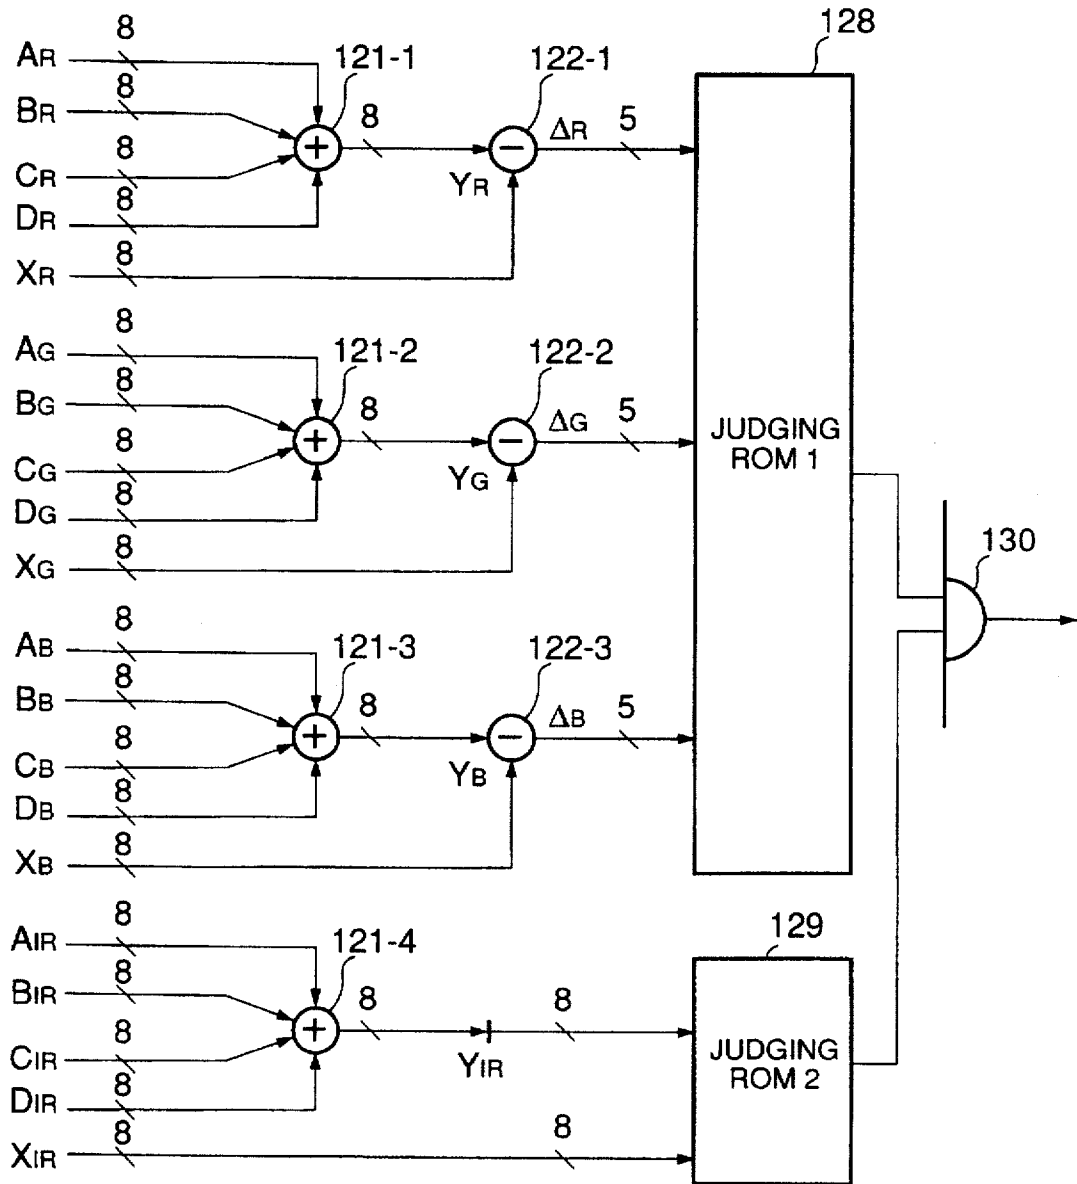 128
8
AR
121-1
122-1
8
BR
8
ΔR
5
8
CR
YR
8
DR
8
XR
8
AG
121-2
122-2
8
BG
8
ΔG
5
JUDGING
ROM 1
8
CG
YG
8
DG
8
XG
130
8
AB
121-3
122-3
8
BB
8
ΔB
5
8
CB
YB
8
DB
8
XB
8
AIR
121-4
129
8
BIR
8
8
8
CIR
YIR
JUDGING
ROM 2
8
DIR
8
XIR
8